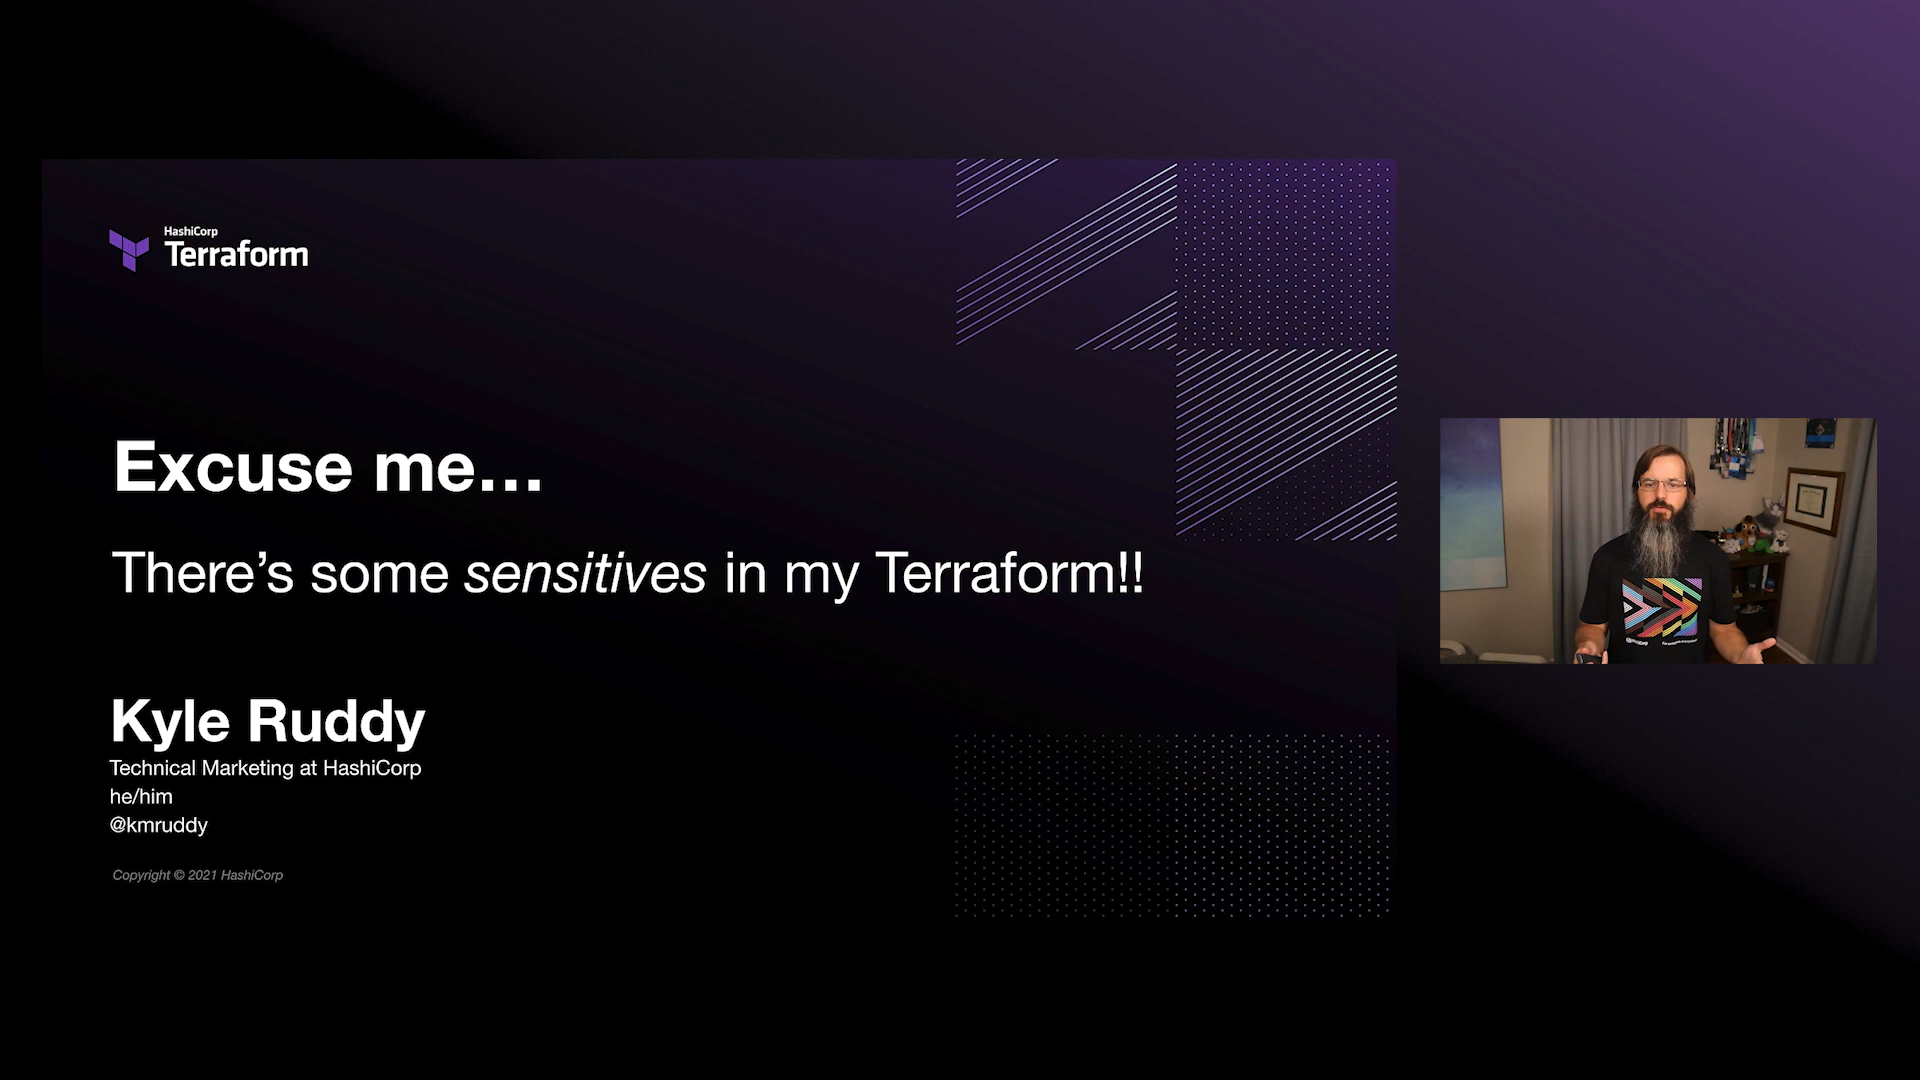 HashiCorp
Terraform
Excuse me...
There's some sensitives in my Terraform!!
Kyle Ruddy
Technical Marketing at HashiCorp
he/him
@kmruddy
Copyright © 2021 HashiCorp
HashiCorp